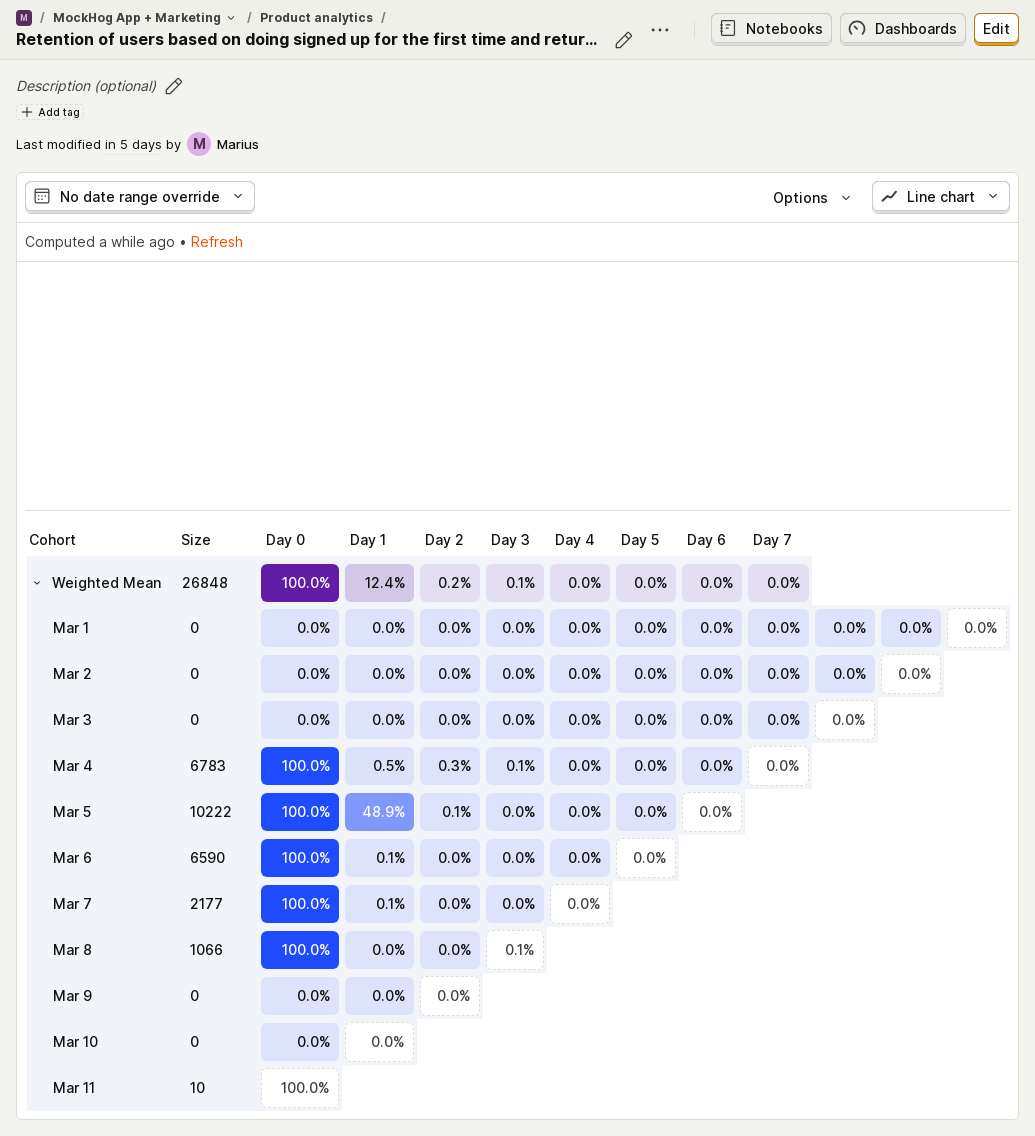 M / MockHog App + Marketing / Product analytics /
Retention of users based on doing signed up for the first time and retur...
Notebooks Dashboards Edit
Description (optional)
Add tag
Last modified in 5 days by M Marius
No date range override Options Line chart
Computed a while ago • Refresh
Cohort Size Day 0 Day 1 Day 2 Day 3 Day 4 Day 5 Day 6 Day 7
Weighted Mean 26848 100.0% 12.4% 0.2% 0.1% 0.0% 0.0% 0.0% 0.0%
Mar 1 0 0.0% 0.0% 0.0% 0.0% 0.0% 0.0% 0.0% 0.0% 0.0% 0.0% 0.0%
Mar 2 0 0.0% 0.0% 0.0% 0.0% 0.0% 0.0% 0.0% 0.0% 0.0% 0.0%
Mar 3 0 0.0% 0.0% 0.0% 0.0% 0.0% 0.0% 0.0% 0.0% 0.0%
Mar 4 6783 100.0% 0.5% 0.3% 0.1% 0.0% 0.0% 0.0% 0.0%
Mar 5 10222 100.0% 48.9% 0.1% 0.0% 0.0% 0.0% 0.0%
Mar 6 6590 100.0% 0.1% 0.0% 0.0% 0.0% 0.0%
Mar 7 2177 100.0% 0.1% 0.0% 0.0% 0.0%
Mar 8 1066 100.0% 0.0% 0.0% 0.1%
Mar 9 0 0.0% 0.0% 0.0%
Mar 10 0 0.0% 0.0%
Mar 11 10 100.0%